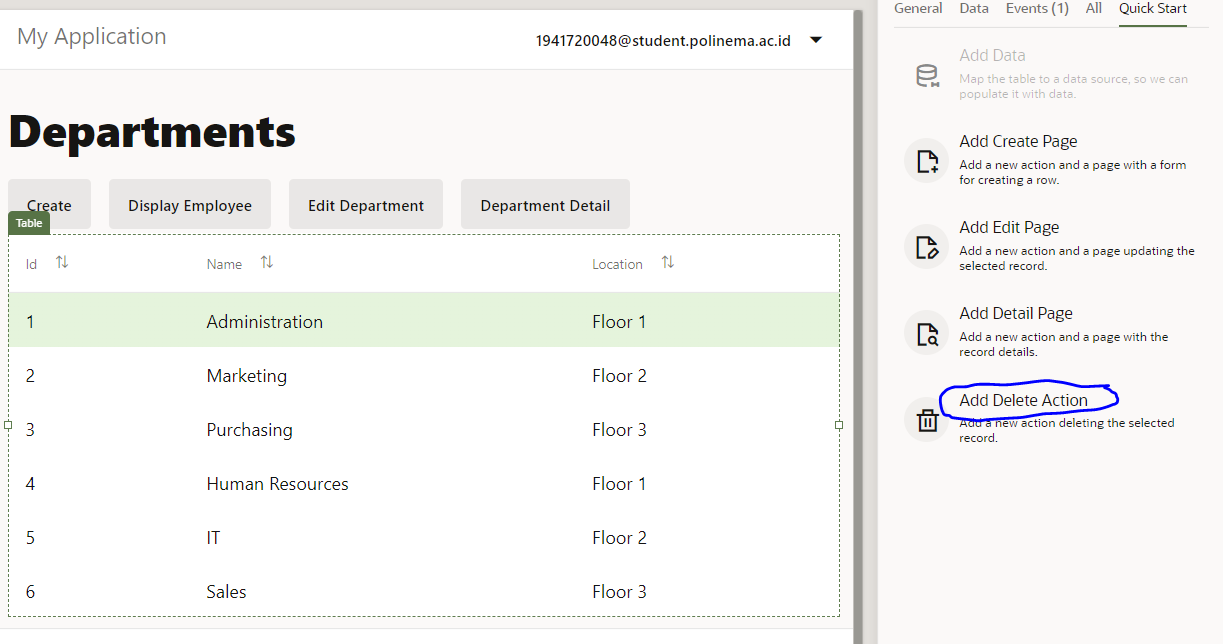 My Application
1941720048@student.polinema.ac.id
Departments
Create Display Employee Edit Department Department Detail
Table
Id Name Location
1 Administration Floor 1
2 Marketing Floor 2
3 Purchasing Floor 3
4 Human Resources Floor 1
5 IT Floor 2
6 Sales Floor 3
General Data Events (1) All Quick Start
Add Data
Map the table to a data source, so we can
populate it with data.
Add Create Page
Add a new action and a page with a form
for creating a row.
Add Edit Page
Add a new action and a page updating the
selected record.
Add Detail Page
Add a new action and a page with the
record details.
Add Delete Action
Add a new action deleting the selected
record.